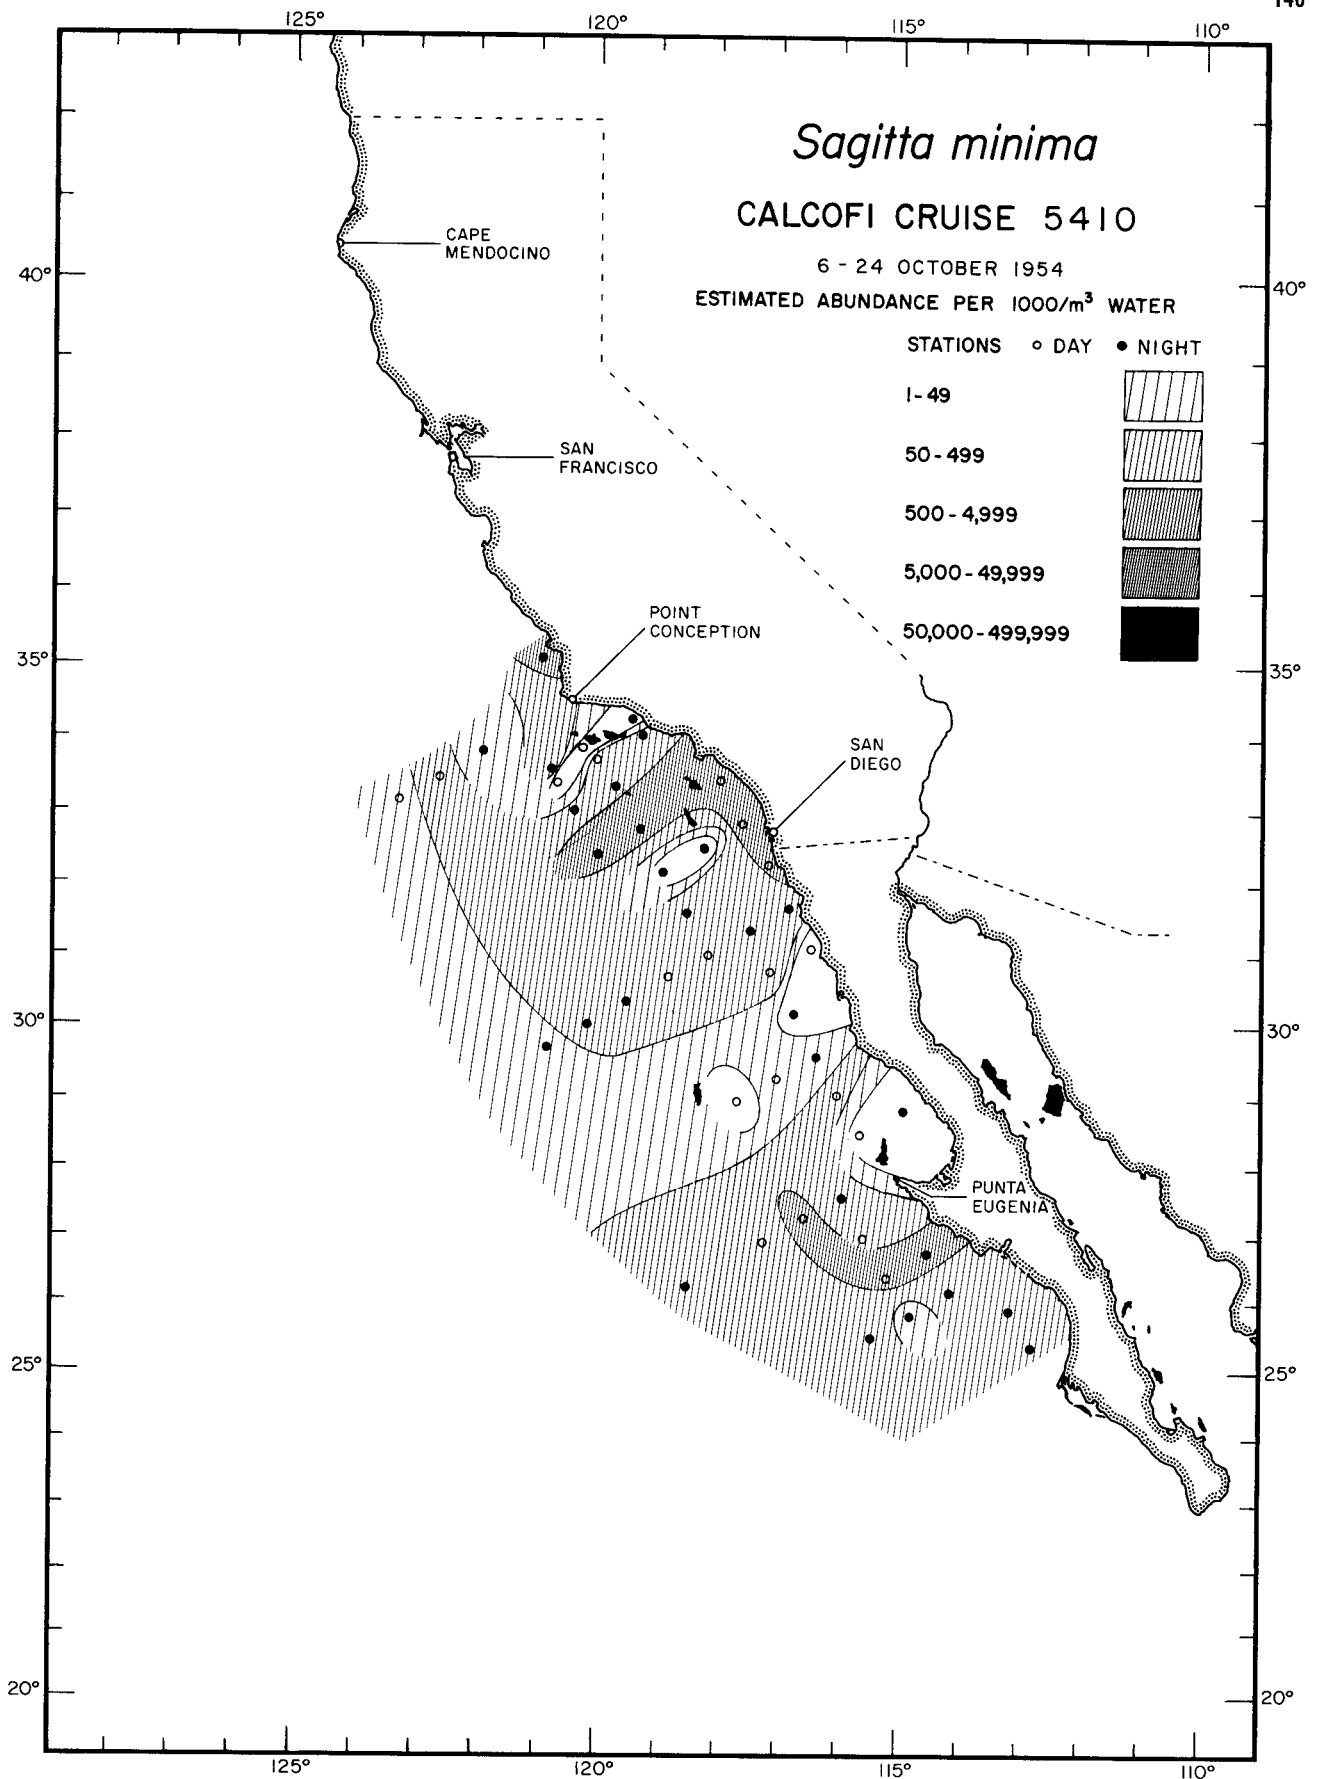 125° 120° 115° 110°
Sagitta minima
CALCOFI CRUISE 5410
6 - 24 OCTOBER 1954
ESTIMATED ABUNDANCE PER 1000/m³ WATER
STATIONS ○ DAY ● NIGHT
1-49
50-499
500-4,999
5,000-49,999
50,000-499,999
CAPE
MENDOCINO
40° 40°
SAN
FRANCISCO
POINT
CONCEPTION
35° 35°
SAN
DIEGO
30° 30°
PUNTA
EUGENIA
25° 25°
20° 20°
125° 120° 115° 110°